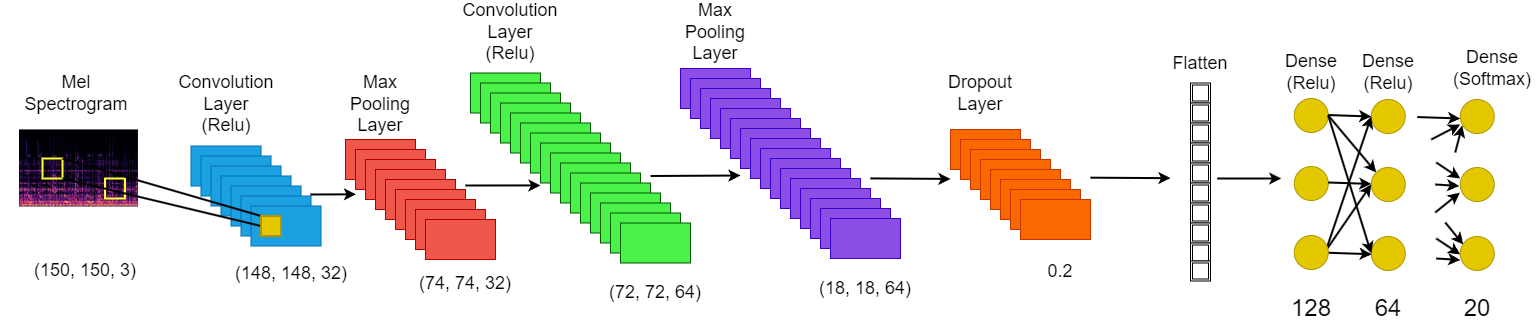 Mel
Spectrogram
(150, 150, 3)
Convolution
Layer
(Relu)
(148, 148, 32)
Max
Pooling
Layer
(74, 74, 32)
Convolution
Layer
(Relu)
(72, 72, 64)
Max
Pooling
Layer
(18, 18, 64)
Dropout
Layer
0.2
Flatten
Dense
(Relu)
128
Dense
(Relu)
64
Dense
(Softmax)
20